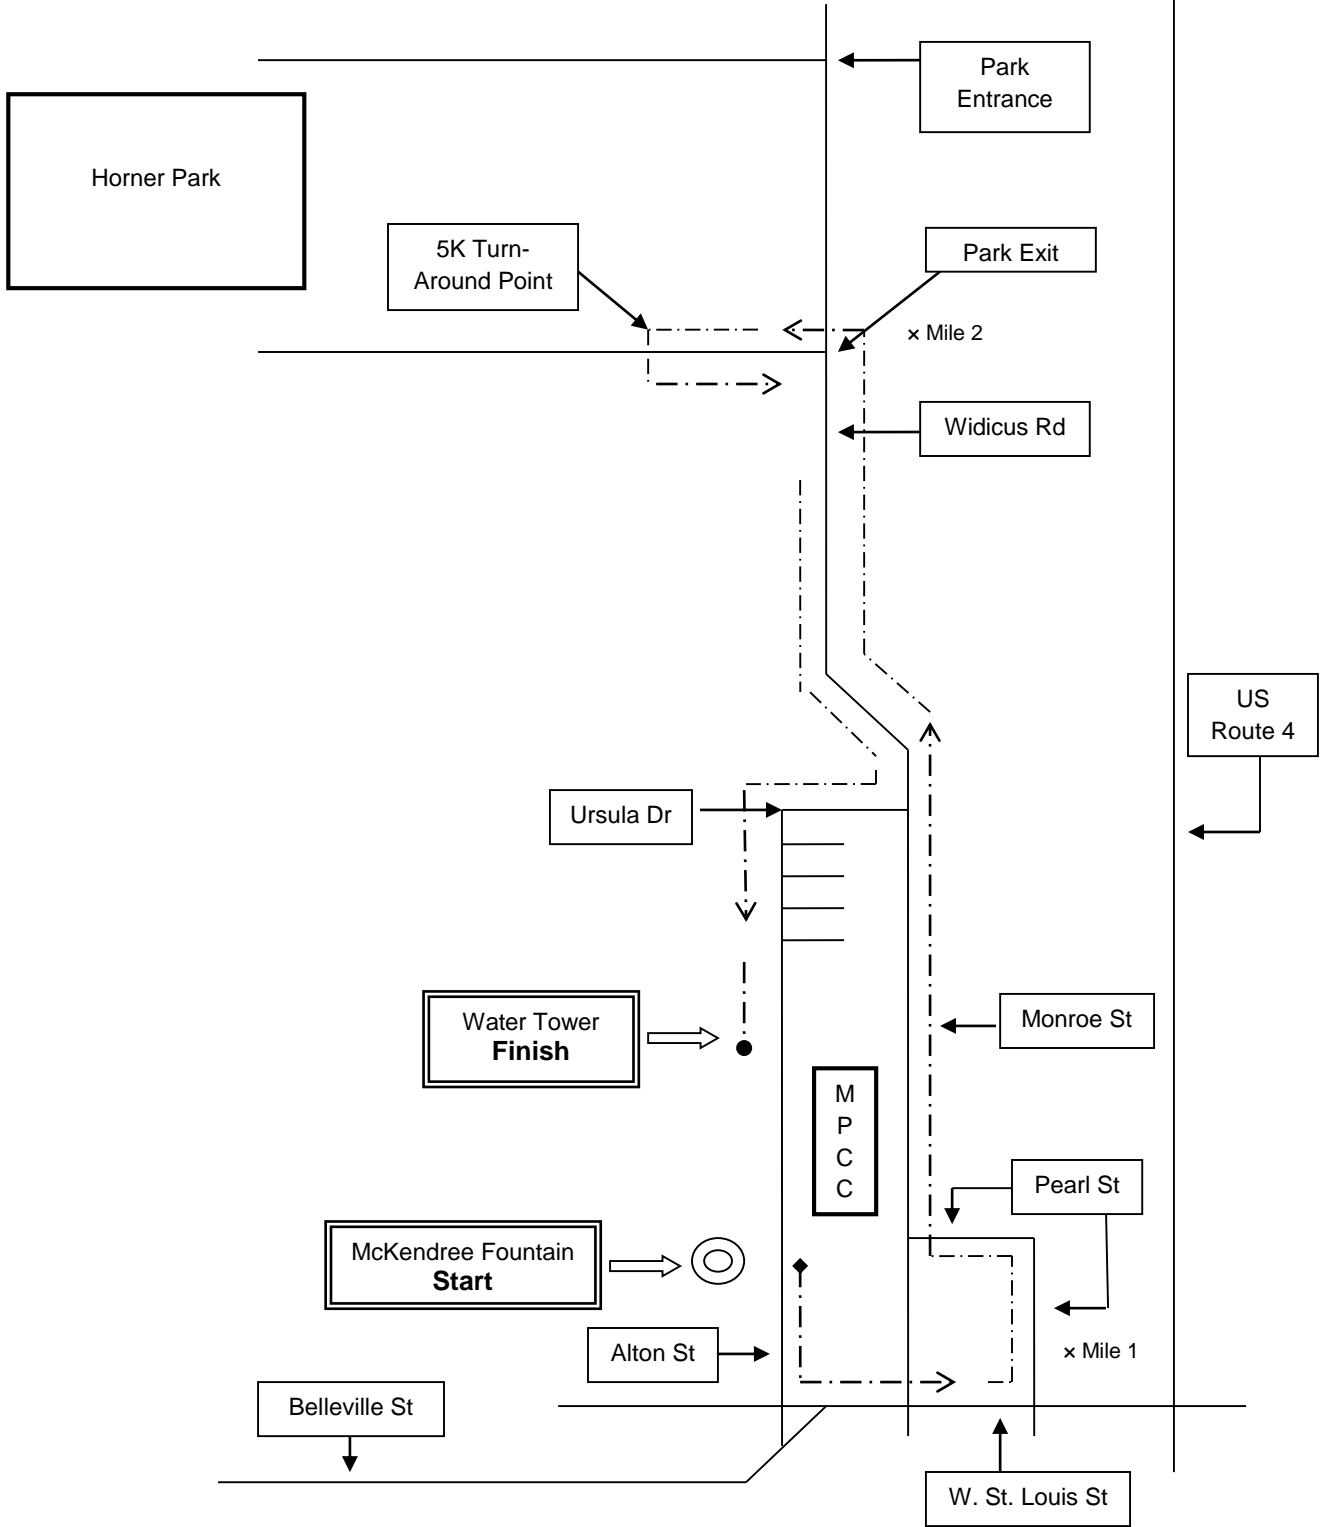 Park
Entrance
Horner Park
5K Turn-
Around Point
Park Exit
× Mile 2
Widicus Rd
US
Route 4
Ursula Dr
Water Tower
Finish
Monroe St
M
P
C
C
Pearl St
McKendree Fountain
Start
Alton St
× Mile 1
Belleville St
W. St. Louis St